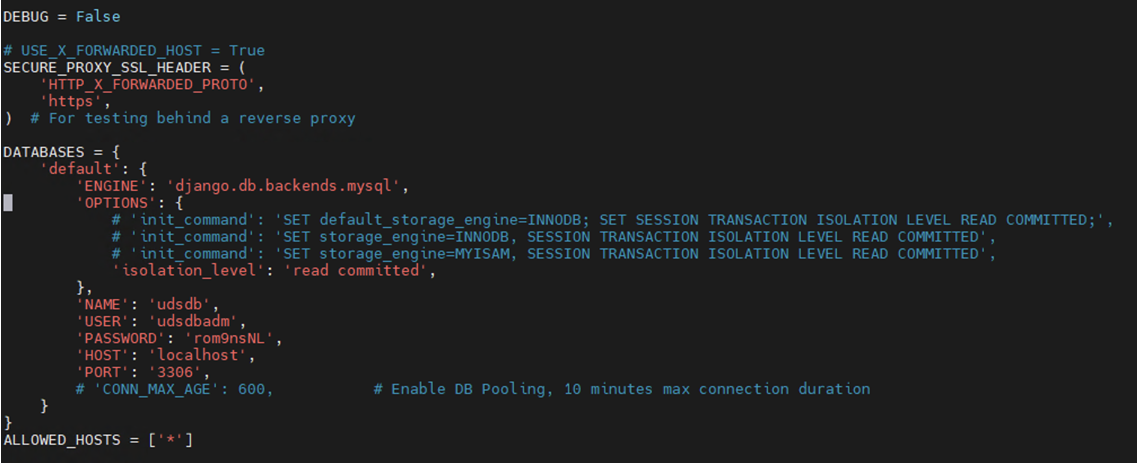 DEBUG = False
# USE_X_FORWARDED_HOST = True
SECURE_PROXY_SSL_HEADER = (
    'HTTP_X_FORWARDED_PROTO',
    'https',
)  # For testing behind a reverse proxy
DATABASES = {
    'default': {
        'ENGINE': 'django.db.backends.mysql',
        'OPTIONS': {
            # 'init_command': 'SET default_storage_engine=INNODB; SET SESSION TRANSACTION ISOLATION LEVEL READ COMMITTED;',
            # 'init_command': 'SET storage_engine=INNODB, SESSION TRANSACTION ISOLATION LEVEL READ COMMITTED',
            # 'init_command': 'SET storage_engine=MYISAM, SESSION TRANSACTION ISOLATION LEVEL READ COMMITTED',
            'isolation_level': 'read committed',
        },
        'NAME': 'udsdb',
        'USER': 'udsdbadm',
        'PASSWORD': 'rom9nsNL',
        'HOST': 'localhost',
        'PORT': '3306',
        # 'CONN_MAX_AGE': 600,           # Enable DB Pooling, 10 minutes max connection duration
    }
}
ALLOWED_HOSTS = ['*']